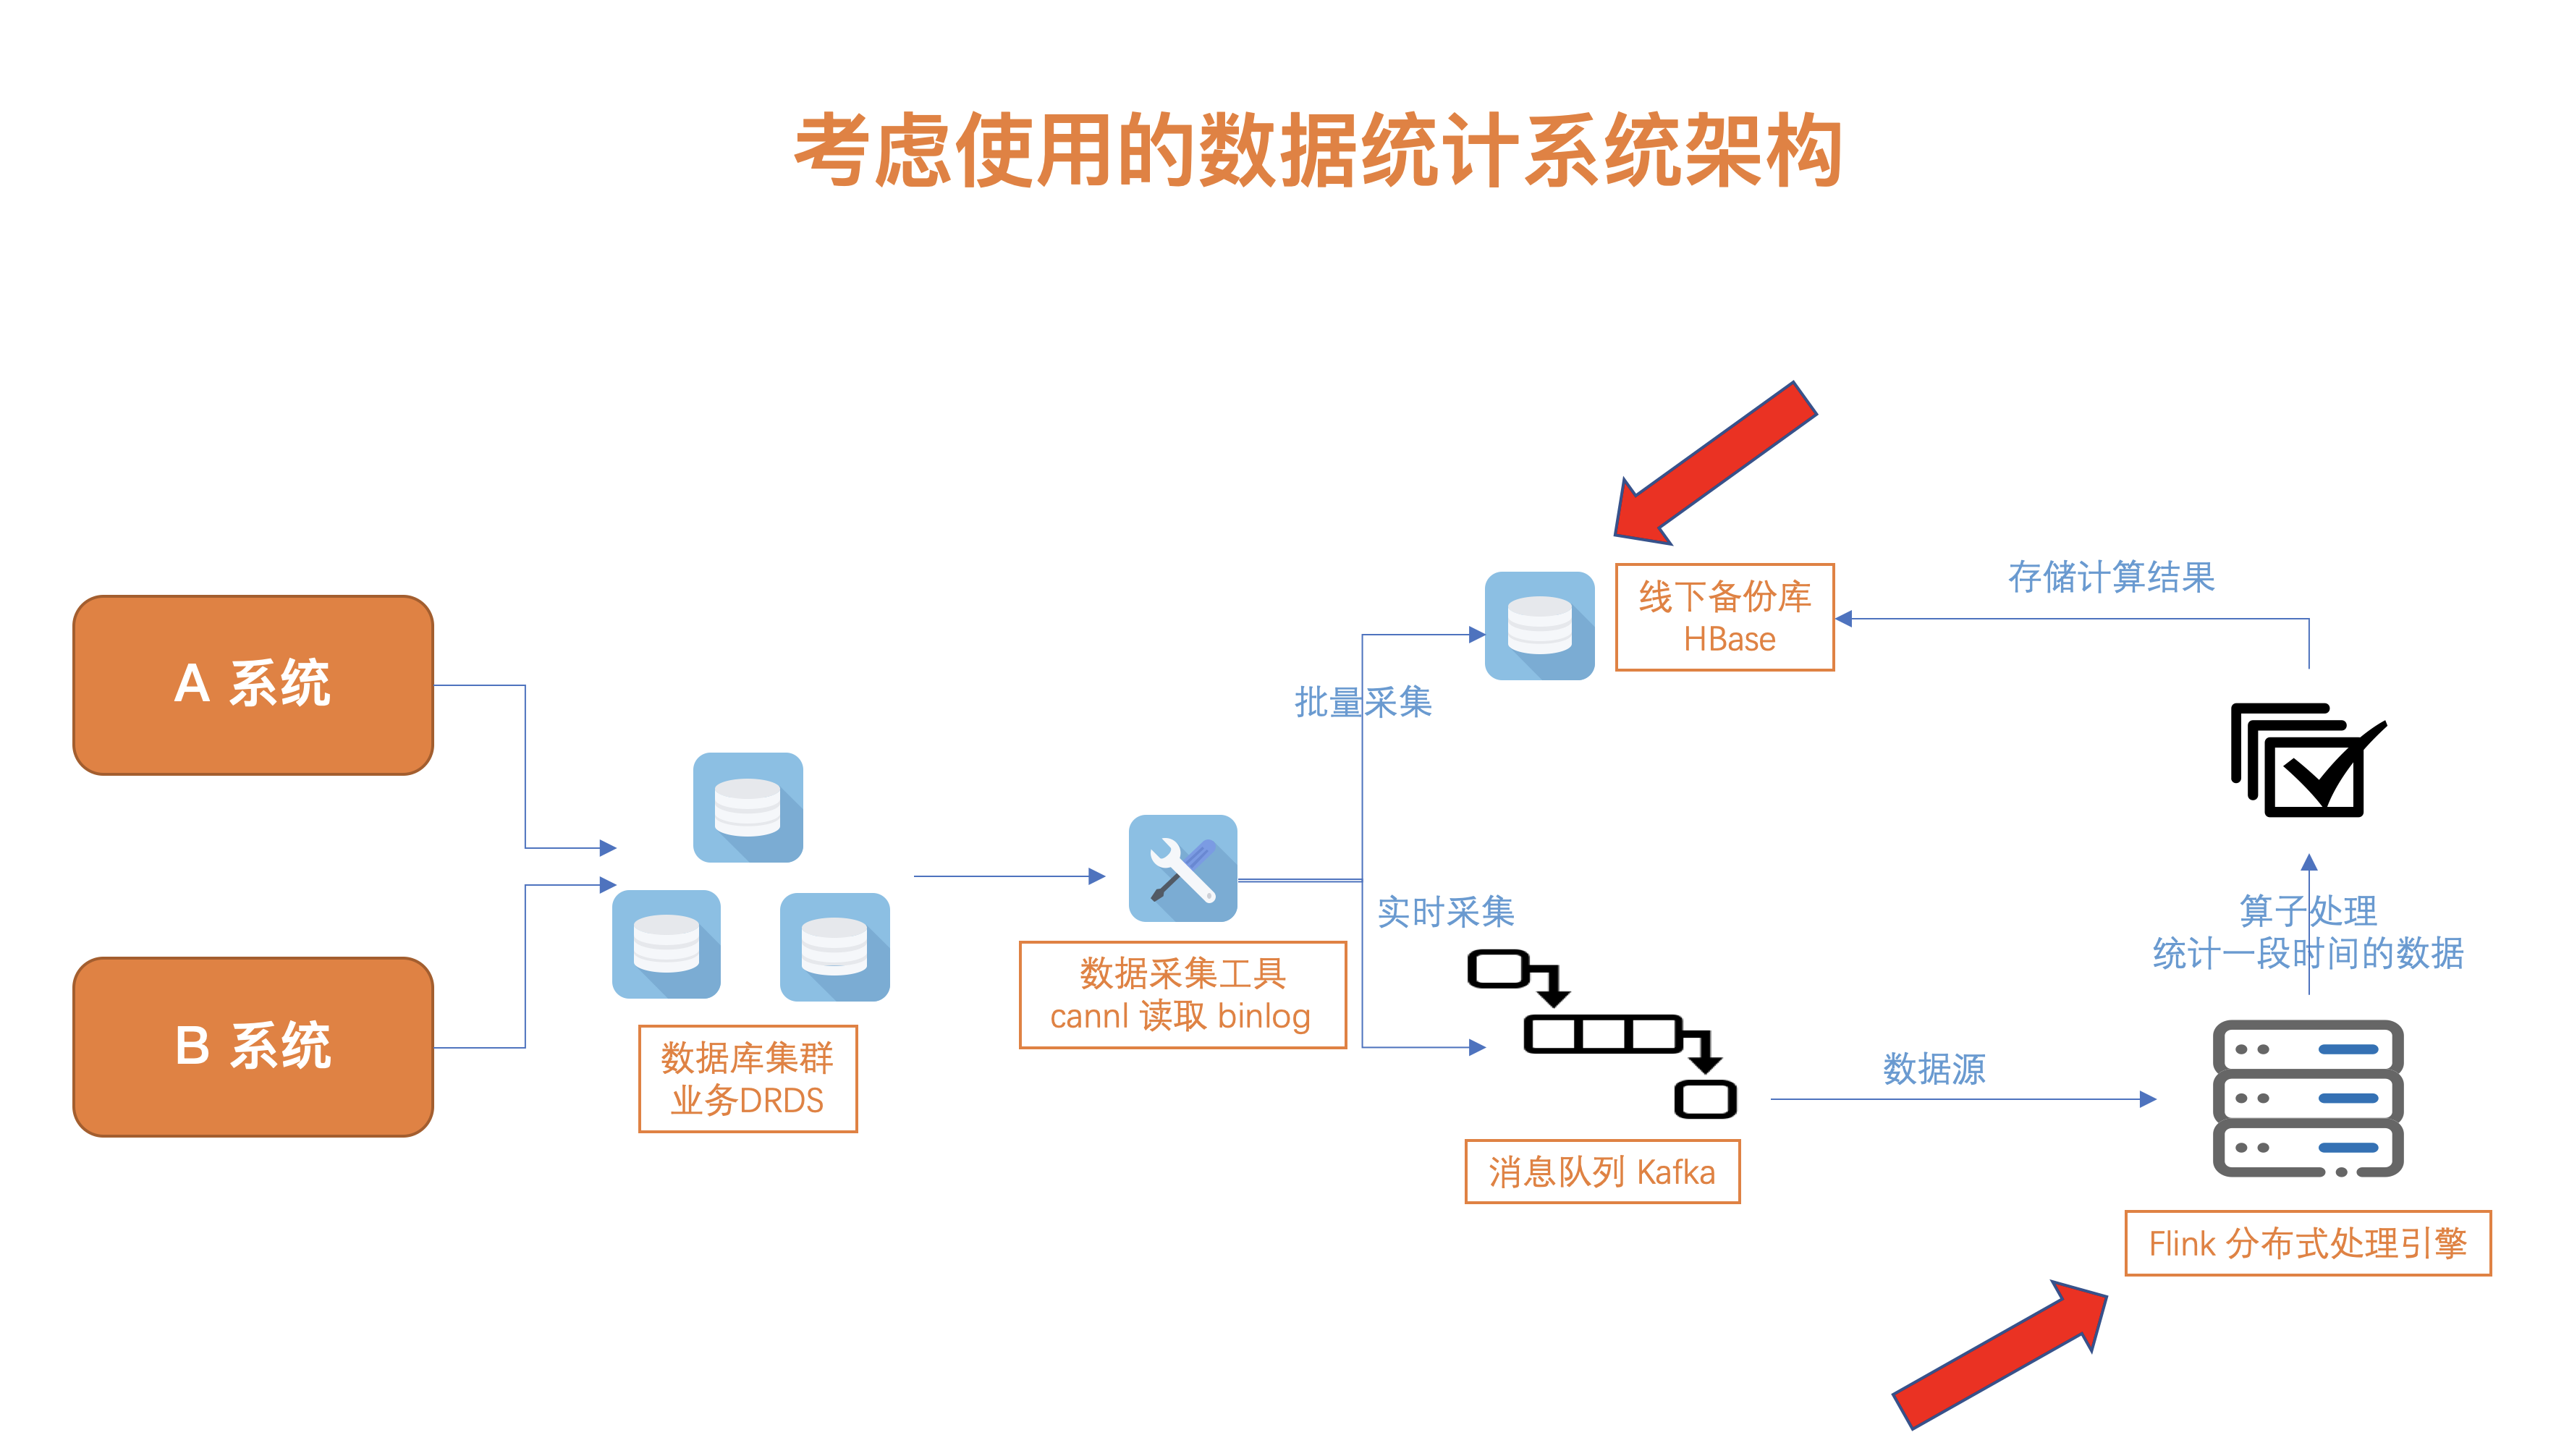 考虑使用的数据统计系统架构
A 系统
B 系统
数据库集群
业务DRDS
数据采集工具
cannl 读取 binlog
批量采集
实时采集
线下备份库
HBase
存储计算结果
消息队列 Kafka
数据源
算子处理
统计一段时间的数据
Flink 分布式处理引擎